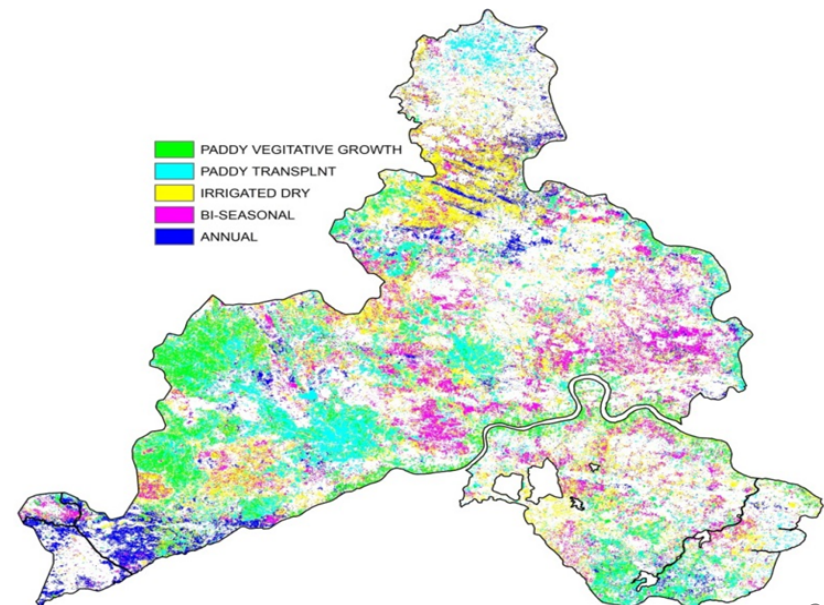 PADDY VEGITATIVE GROWTH
PADDY TRANSPLNT
IRRIGATED DRY
BI-SEASONAL
ANNUAL